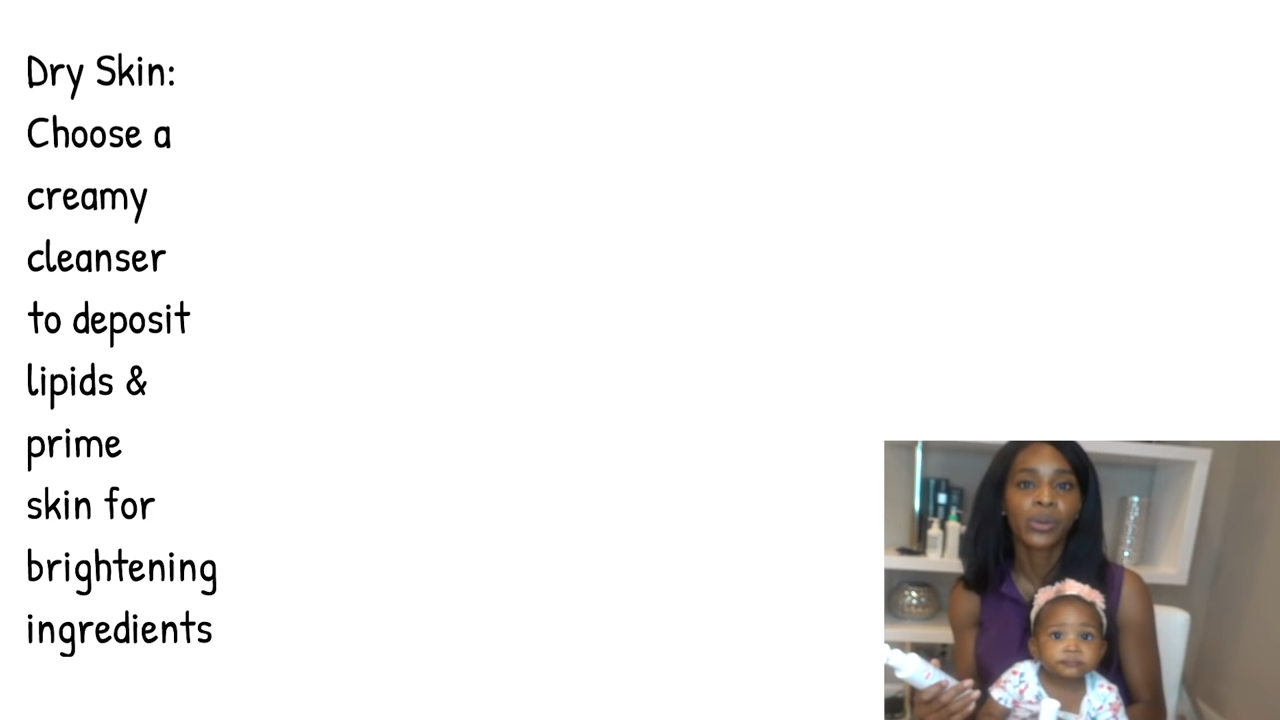 Dry Skin:
Choose a
creamy
cleanser
to deposit
lipids &
prime
skin for
brightening
ingredients